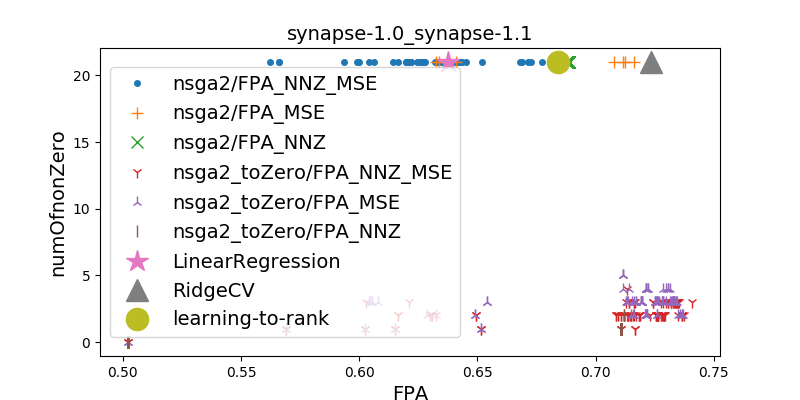 synapse-1.0_synapse-1.1
numOfnonZero
20
15
10
5
0
nsga2/FPA_NNZ_MSE
nsga2/FPA_MSE
nsga2/FPA_NNZ
nsga2_toZero/FPA_NNZ_MSE
nsga2_toZero/FPA_MSE
nsga2_toZero/FPA_NNZ
LinearRegression
RidgeCV
learning-to-rank
0.50 0.55 0.60 0.65 0.70 0.75
FPA